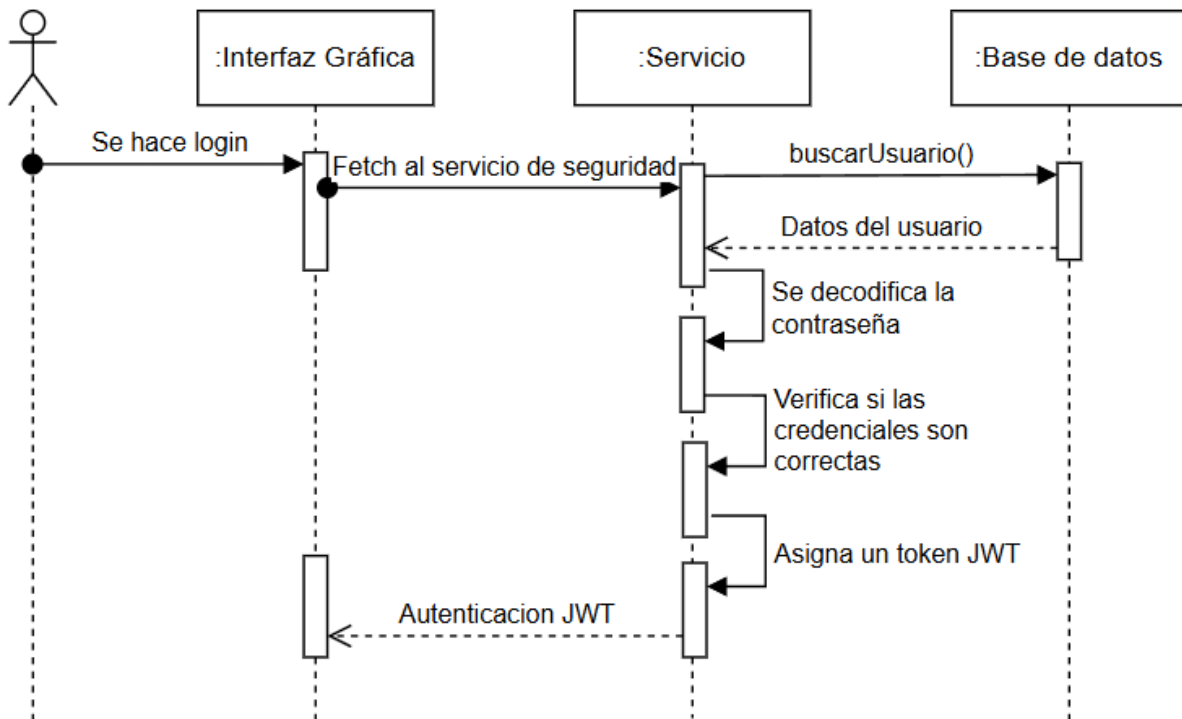 :Interfaz Gráfica
:Servicio
:Base de datos
Se hace login
Fetch al servicio de seguridad
buscarUsuario()
Datos del usuario
Se decodifica la
contraseña
Verifica si las
credenciales son
correctas
Asigna un token JWT
Autenticacion JWT